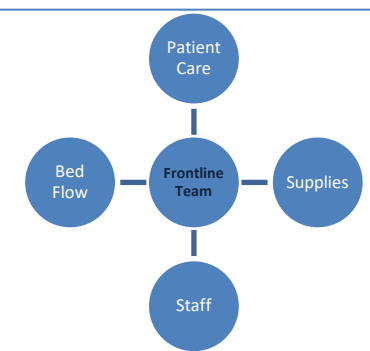 Patient
Care
Bed
Flow
Frontline
Team
Supplies
Staff